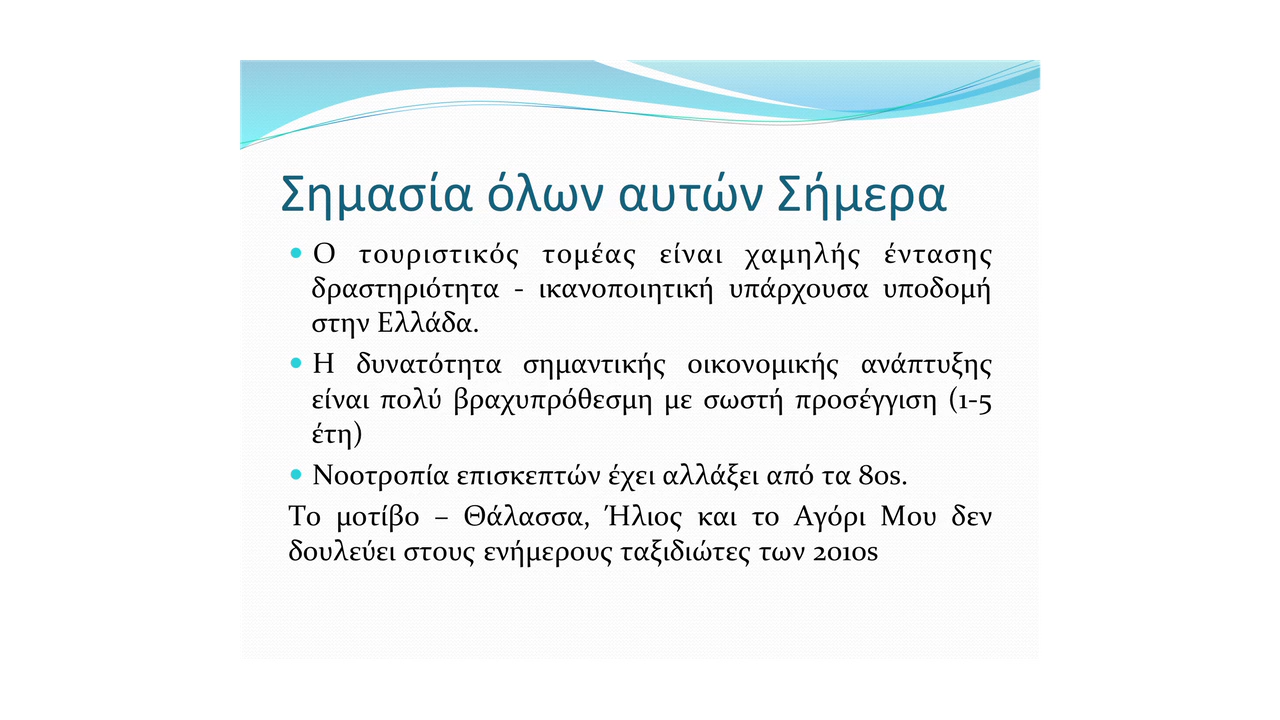 Σημασία όλων αυτών Σήμερα
• Ο τουριστικός τομέας είναι χαμηλής έντασης
δραστηριότητα - ικανοποιητική υπάρχουσα υποδομή
στην Ελλάδα.
• Η δυνατότητα σημαντικής οικονομικής ανάπτυξης
είναι πολύ βραχυπρόθεσμη με σωστή προσέγγιση (1-5
έτη)
• Νοοτροπία επισκεπτών έχει αλλάξει από τα 80s.
Το μοτίβο – Θάλασσα, Ήλιος και το Αγόρι Μου δεν
δουλεύει στους ενήμερους ταξιδιώτες των 2010s